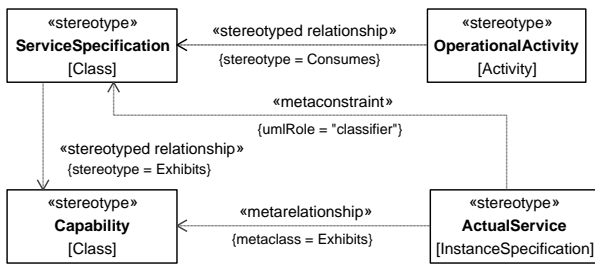 «stereotype»
ServiceSpecification
[Class]
«stereotyped relationship»
{stereotype = Consumes}
«stereotype»
OperationalActivity
[Activity]
«metaconstraint»
{umlRole = "classifier"}
«stereotyped relationship»
{stereotype = Exhibits}
«stereotype»
Capability
[Class]
«metarelationship»
{metaclass = Exhibits}
«stereotype»
ActualService
[InstanceSpecification]